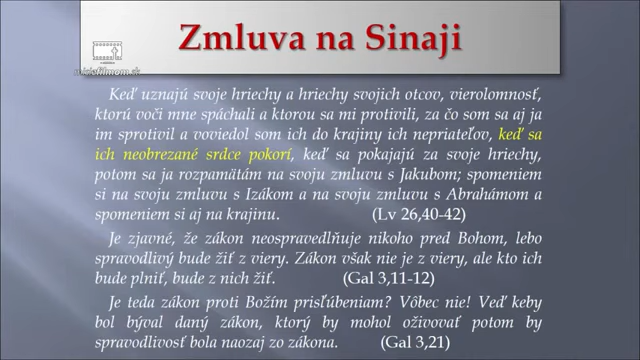 Zmluva na Sinaji
Keď uznajú svoje hriechy a hriechy svojich otcov, vierolomnosť,
ktorú voči mne spáchali a ktorou sa mi protivili, za čo som sa aj ja
im sprotivil a voviedol som ich do krajiny ich nepriateľov, keď sa
ich neobrezané srdce pokorí, keď sa pokajajú za svoje hriechy,
potom sa ja rozpamätám na svoju zmluvu s Jakubom; spomeniem
si na svoju zmluvu s Izákom a na svoju zmluvu s Abrahámom a
spomeniem si aj na krajinu. (Lv 26,40-42)
Je zjavné, že zákon neospravedlňuje nikoho pred Bohom, lebo
spravodlivý bude žiť z viery. Zákon však nie je z viery, ale kto ich
bude plniť, bude z nich žiť. (Gal 3,11-12)
Je teda zákon proti Božím prisľúbeniam? Vôbec nie! Veď keby
bol býval daný zákon, ktorý by mohol oživovať potom by
spravodlivosť bola naozaj zo zákona. (Gal 3,21)